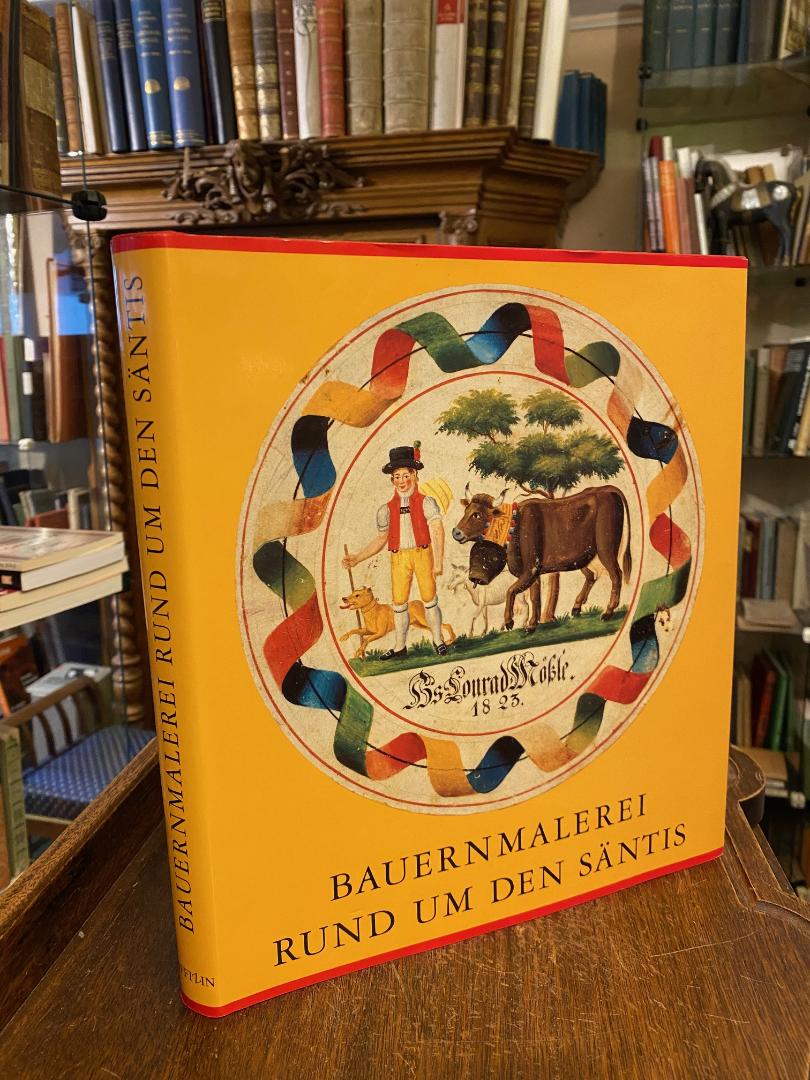 BAUERNMALEREI RUND UM DEN SÄNTIS
Hs Conrad Mößle.
1823.
BAUERNMALEREI
RUND UM DEN SÄNTIS